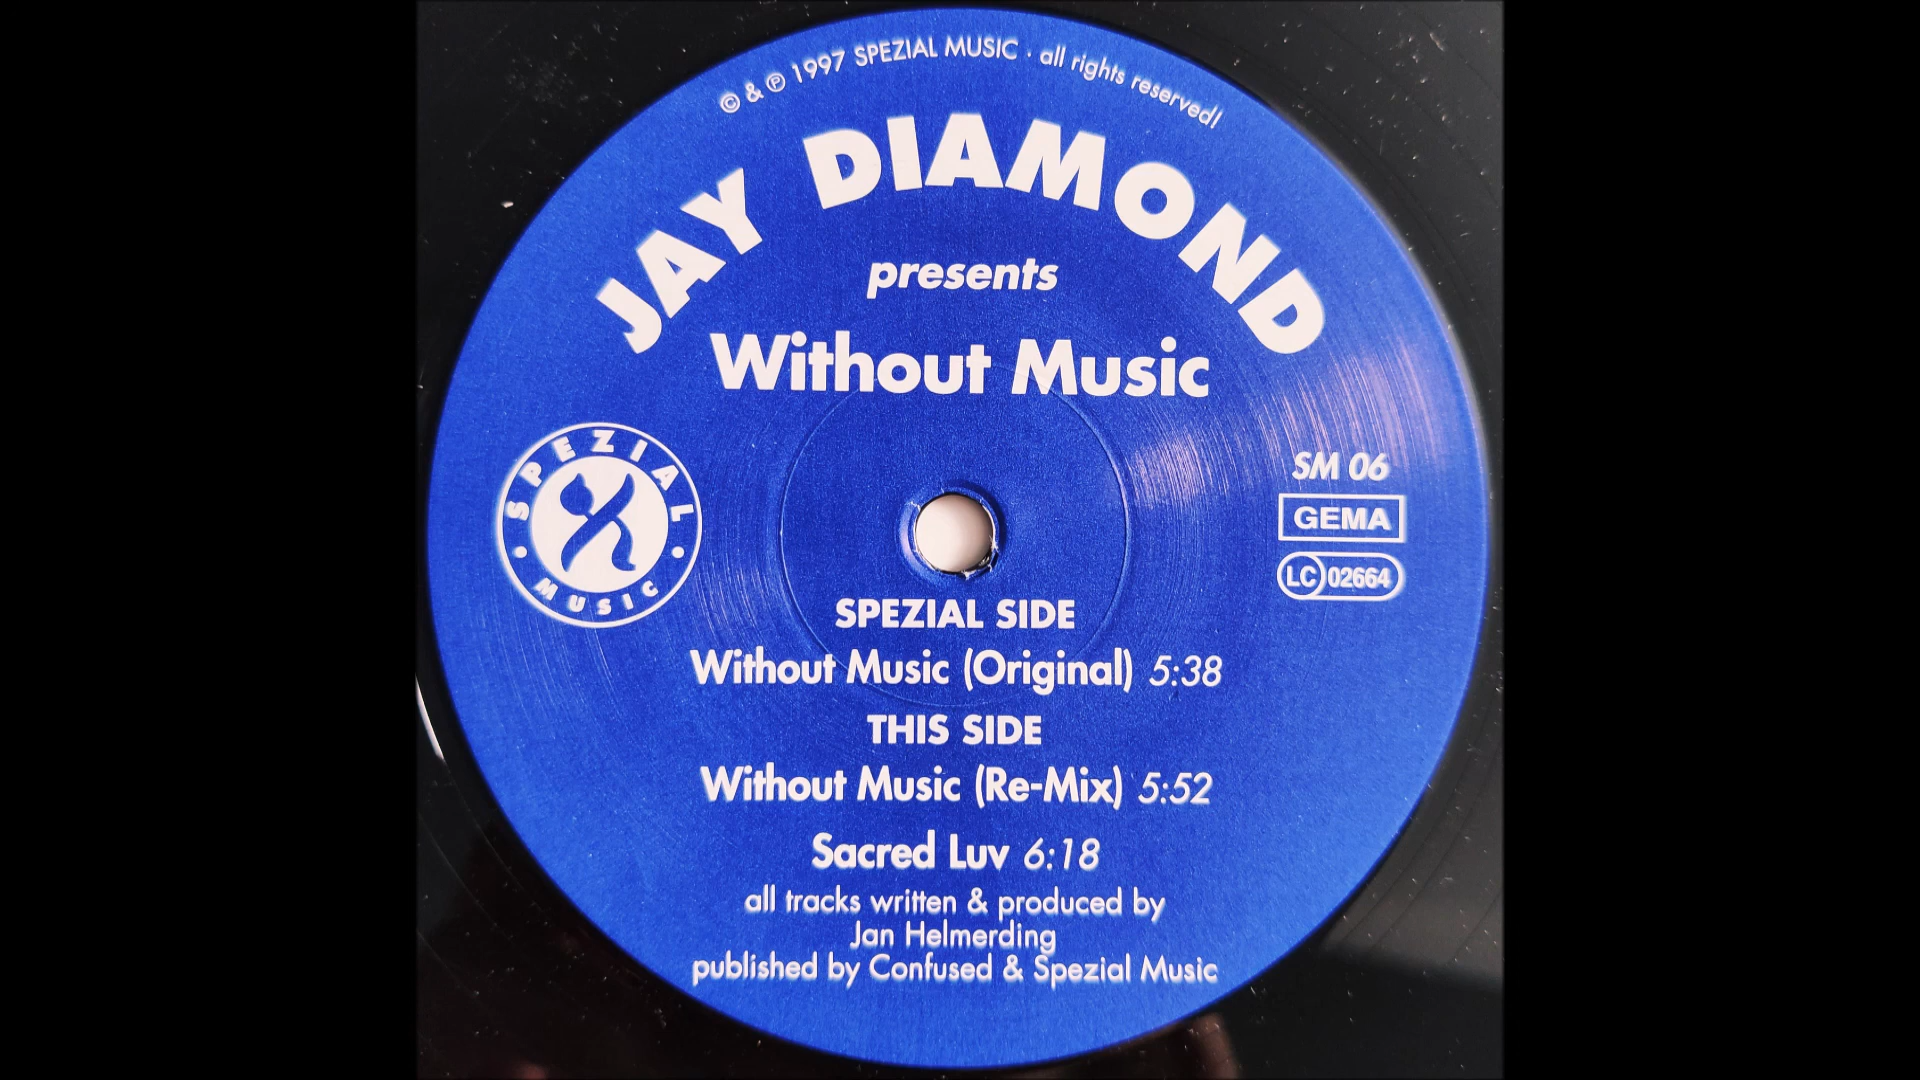 © & ℗ 1997 SPEZIAL MUSIC · all rights reserved!
JAY DIAMOND
presents
Without Music
SPEZIAL
• MUSIC •
SM 06
GEMA
LC 02664
SPEZIAL SIDE
Without Music (Original) 5:38
THIS SIDE
Without Music (Re-Mix) 5:52
Sacred Luv 6:18
all tracks written & produced by
Jan Helmerding
published by Confused & Spezial Music